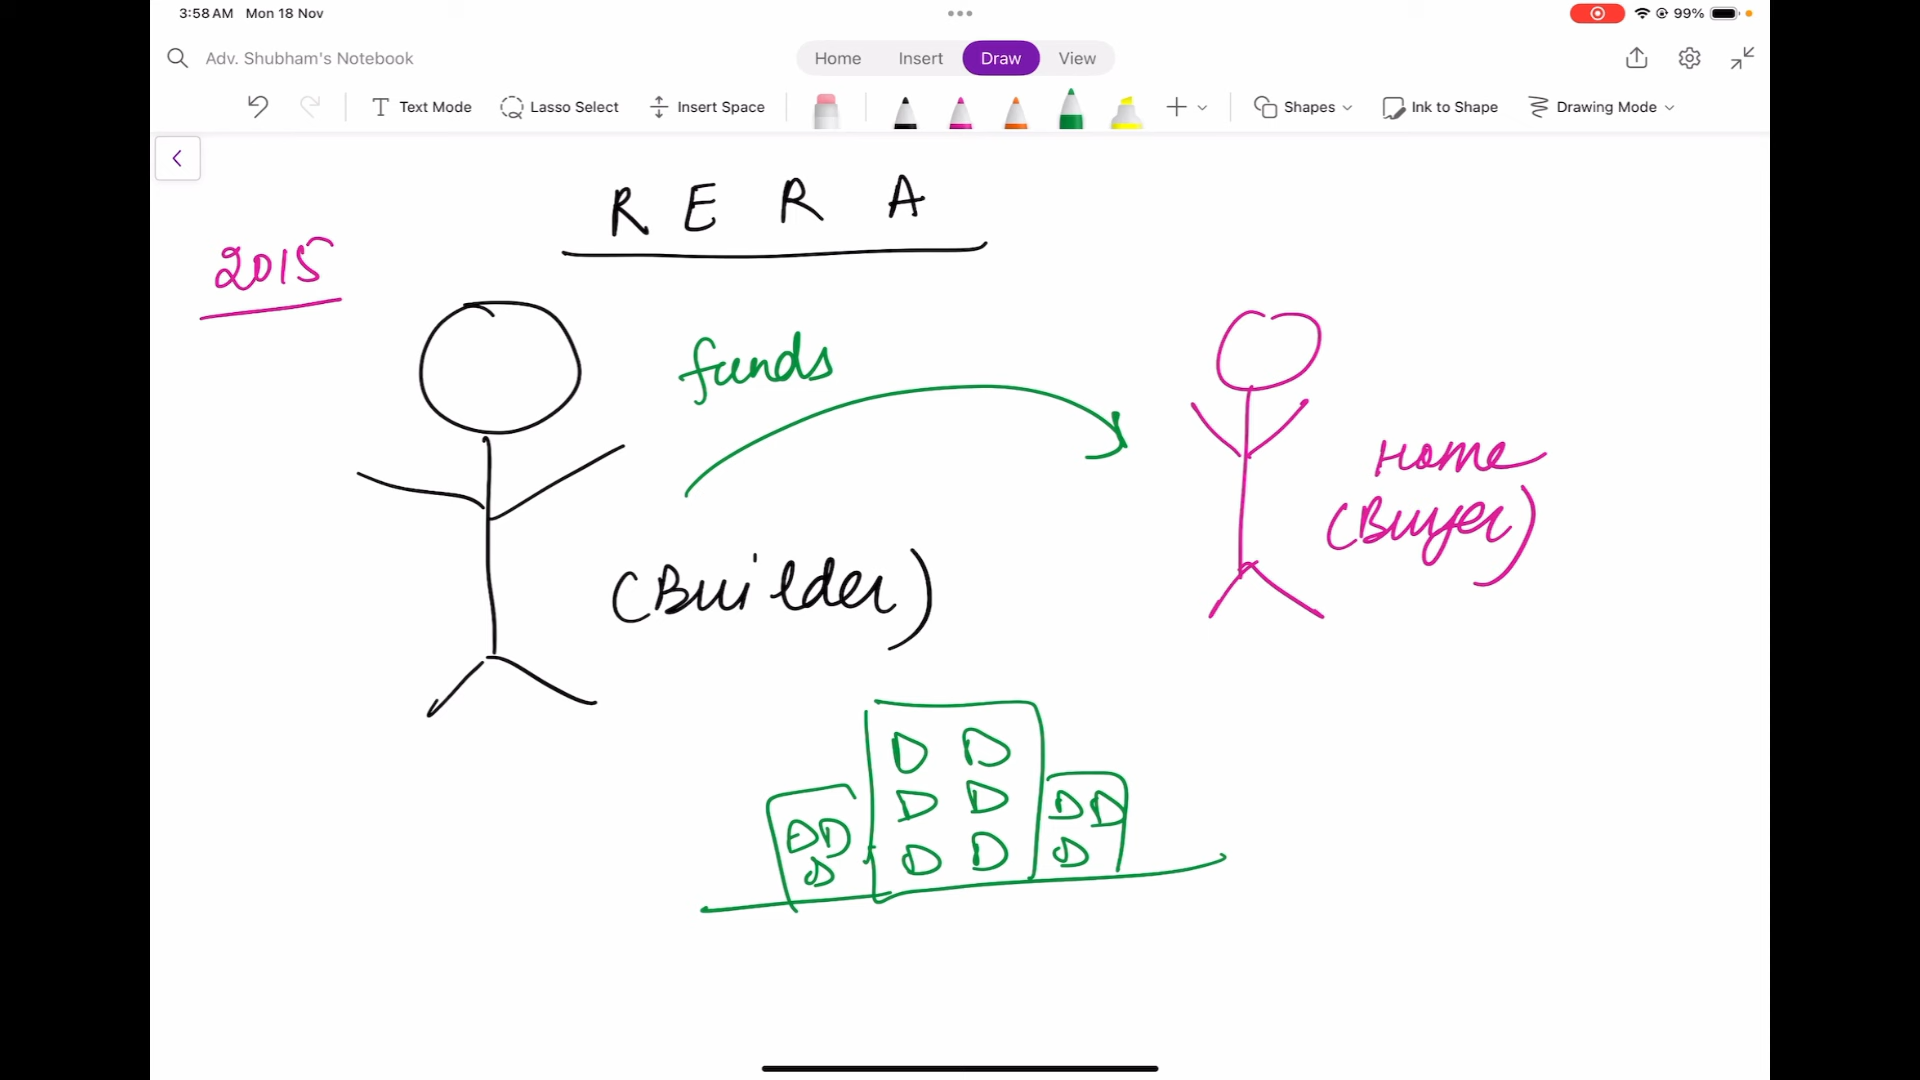 3:58 AM Mon 18 Nov
99%
Adv. Shubham's Notebook
Home Insert Draw View
Text Mode Lasso Select Insert Space Shapes Ink to Shape Drawing Mode
R E R A
2015
funds
Home
(Buyer)
(Builder)
D D
D D
D D
D D
D
D D
D